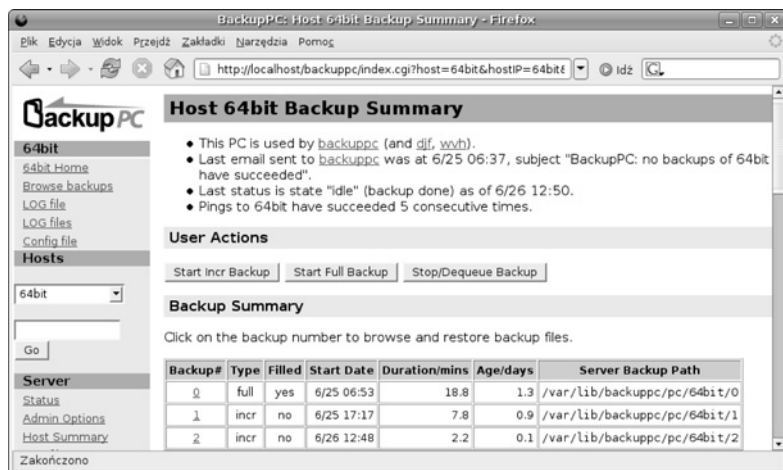 BackupPC: Host 64bit Backup Summary - Firefox
Plik Edycja Widok Przejdź Zakładki Narzędzia Pomoc
http://localhost/backuppc/index.cgi?host=64bit&hostIP=64bit& Idź
BackupPC
64bit
64bit Home
Browse backups
LOG file
LOG files
Config file
Hosts
64bit
Go
Server
Status
Admin Options
Host Summary
Host 64bit Backup Summary
This PC is used by backuppc (and djf, wvh).
Last email sent to backuppc was at 6/25 06:37, subject "BackupPC: no backups of 64bit
have succeeded".
Last status is state "idle" (backup done) as of 6/26 12:50.
Pings to 64bit have succeeded 5 consecutive times.
User Actions
Start Incr Backup Start Full Backup Stop/Dequeue Backup
Backup Summary
Click on the backup number to browse and restore backup files.
Backup# Type Filled Start Date Duration/mins Age/days Server Backup Path
0 full yes 6/25 06:53 18.8 1.3 /var/lib/backuppc/pc/64bit/0
1 incr no 6/25 17:17 7.8 0.9 /var/lib/backuppc/pc/64bit/1
2 incr no 6/26 12:48 2.2 0.1 /var/lib/backuppc/pc/64bit/2
Zakończono